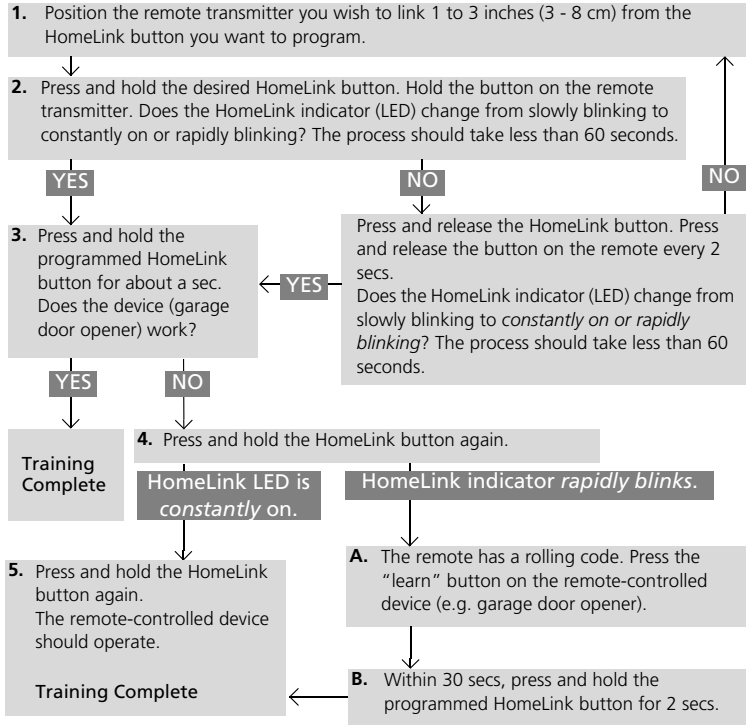 1. Position the remote transmitter you wish to link 1 to 3 inches (3 - 8 cm) from the
HomeLink button you want to program.
2. Press and hold the desired HomeLink button. Hold the button on the remote
transmitter. Does the HomeLink indicator (LED) change from slowly blinking to
constantly on or rapidly blinking? The process should take less than 60 seconds.
YES
NO
NO
3. Press and hold the
programmed HomeLink
button for about a sec.
Does the device (garage
door opener) work?
YES
Press and release the HomeLink button. Press
and release the button on the remote every 2
secs.
Does the HomeLink indicator (LED) change from
slowly blinking to constantly on or rapidly
blinking? The process should take less than 60
seconds.
YES
NO
Training
Complete
4. Press and hold the HomeLink button again.
HomeLink LED is
constantly on.
HomeLink indicator rapidly blinks.
5. Press and hold the HomeLink
button again.
The remote-controlled device
should operate.
Training Complete
A. The remote has a rolling code. Press the
“learn” button on the remote-controlled
device (e.g. garage door opener).
B. Within 30 secs, press and hold the
programmed HomeLink button for 2 secs.